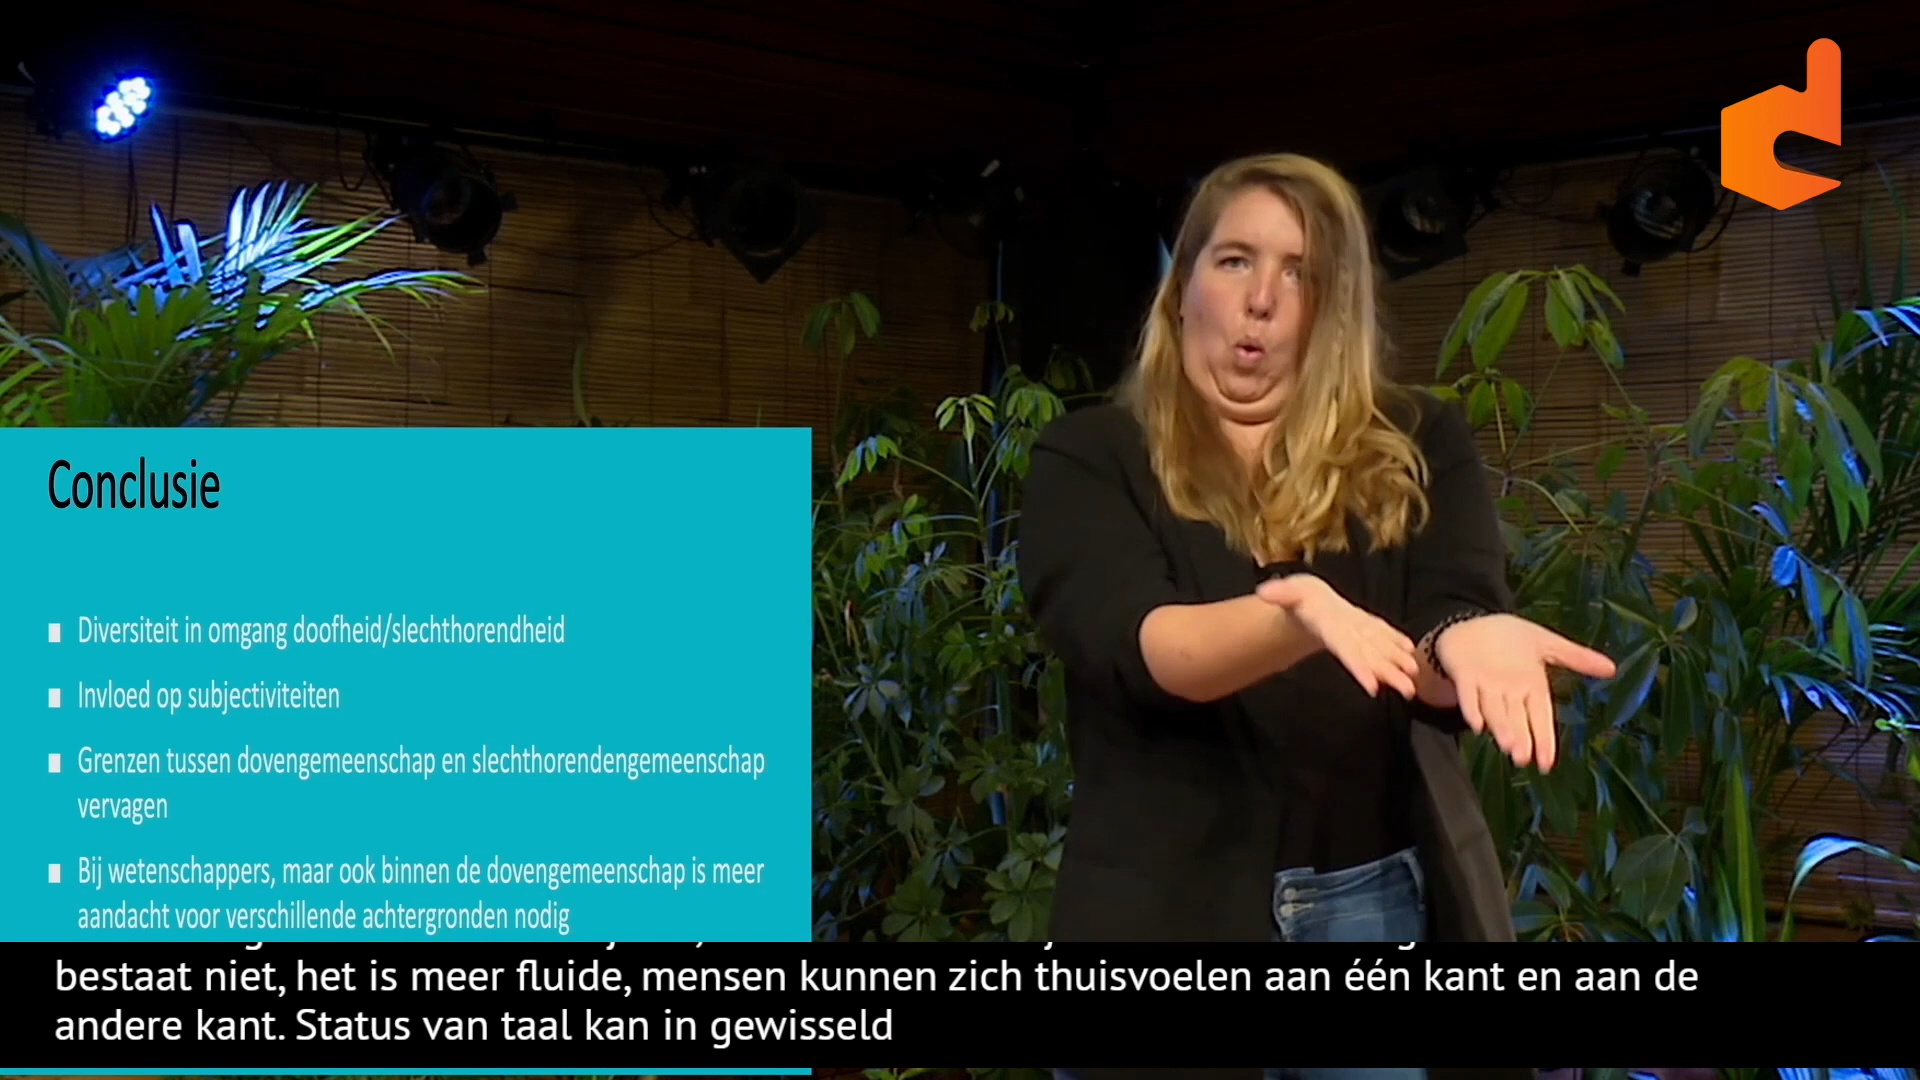 Conclusie
Diversiteit in omgang doofheid/slechthorendheid
Invloed op subjectiviteiten
Grenzen tussen dovengemeenschap en slechthorendengemeenschap
vervagen
Bij wetenschappers, maar ook binnen de dovengemeenschap is meer
aandacht voor verschillende achtergronden nodig
bestaat niet, het is meer fluide, mensen kunnen zich thuisvoelen aan één kant en aan de
andere kant. Status van taal kan in gewisseld